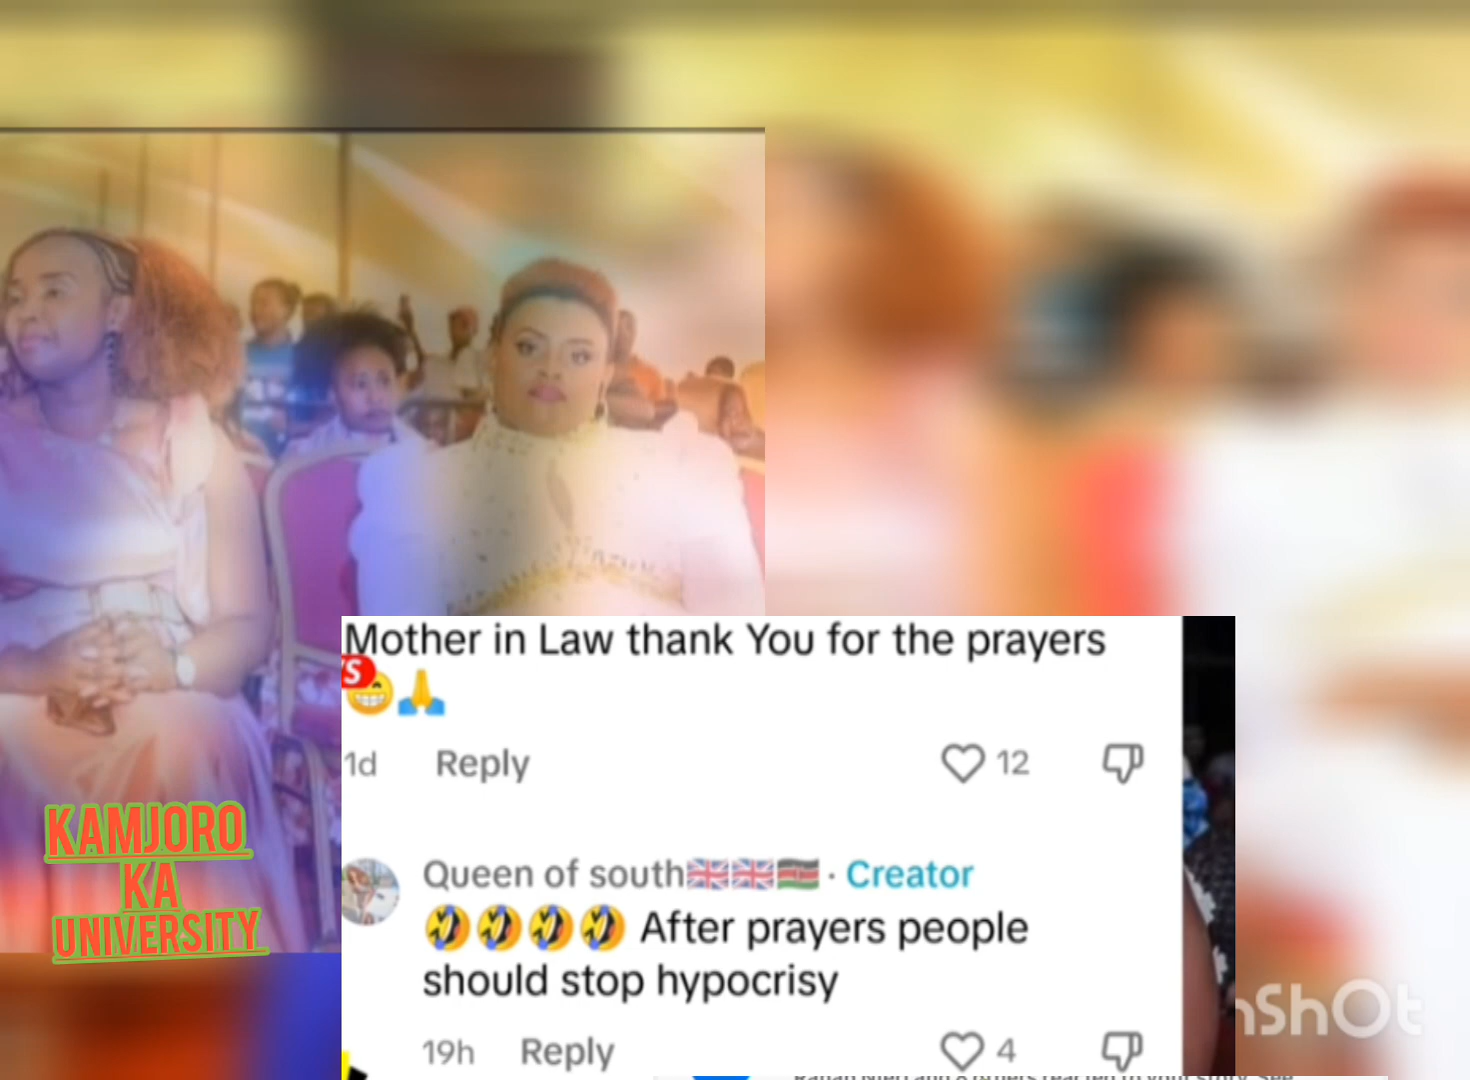 Mother in Law thank You for the prayers
S
😁🙏
1d Reply 12
Queen of south🇬🇧🇬🇧🇰🇪 · Creator
🤣🤣🤣🤣 After prayers people
should stop hypocrisy
19h Reply 4
KAMJORO
KA
UNIVERSITY
nShOt